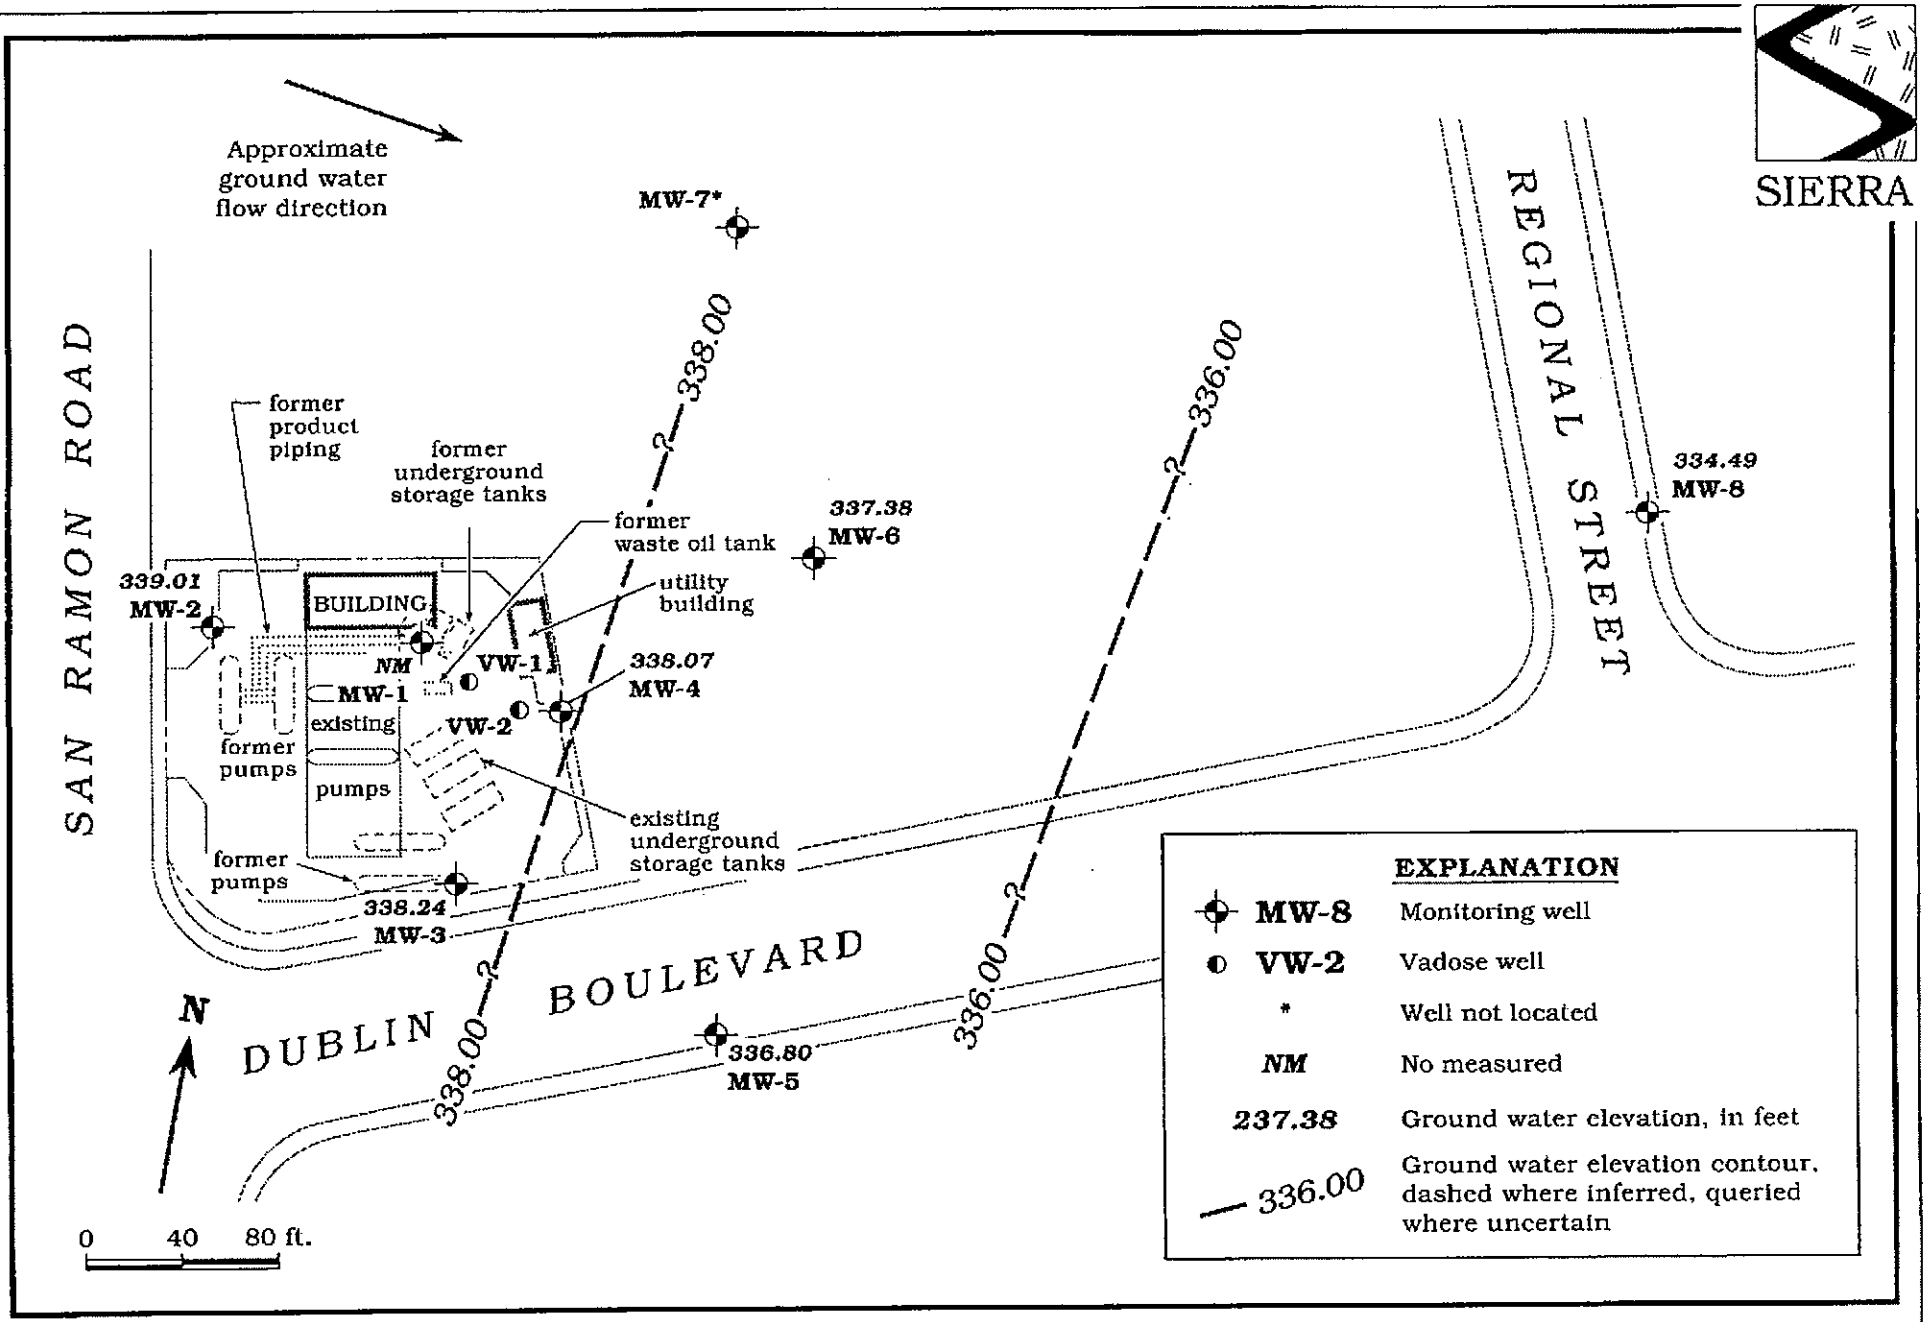 SIERRA
Approximate
ground water
flow direction
MW-7*
REGIONAL STREET
SAN RAMON ROAD
338.00
336.00
former
product
piping
former
underground
storage tanks
334.49
MW-8
337.38
MW-6
former
waste oil tank
339.01
MW-2
BUILDING
utility
building
NM
MW-1
VW-1
338.07
MW-4
existing
VW-2
former
pumps
pumps
existing
underground
storage tanks
former
pumps
338.24
MW-3
?
?
?
?
DUBLIN BOULEVARD
338.00
336.00
336.80
MW-5
N
0 40 80 ft.
EXPLANATION
MW-8 Monitoring well
VW-2 Vadose well
* Well not located
NM No measured
237.38 Ground water elevation, in feet
336.00 Ground water elevation contour,
dashed where inferred, queried
where uncertain